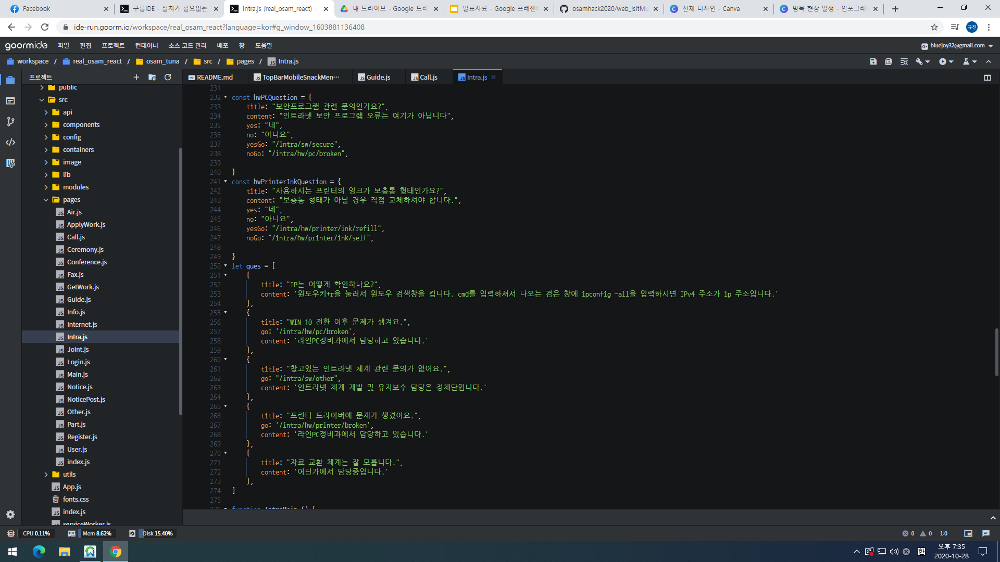 Facebook
구름IDE - 설치가 필요없는
Intra.js (real_osam_react) -
내 드라이브 - Google 드라
발표자료 - Google 프레젠테
osamhack2020/web_IsItMu
전체 디자인 - Canva
병목 현상 발생 - 인포그래픽
ide-run.goorm.io/workspace/real_osam_react?language=kor#g_window_1603881136408
규진
goormide 파일 편집 프로젝트 컨테이너 소스 코드 관리 배포 창 도움말
bluejoy32@gmail.com
workspace / real_osam_react / osam_tuna / src / pages / Intra.js
프로젝트
README.md TopBarMobileSnackMen··· Guide.js Call.js Intra.js
public
src
api
components
config
containers
image
lib
modules
pages
Air.js
ApplyWork.js
Call.js
Ceremony.js
Conference.js
Fax.js
GetWork.js
Guide.js
Info.js
Internet.js
Intra.js
Joint.js
Login.js
Main.js
Notice.js
NoticePost.js
Other.js
Part.js
Register.js
User.js
index.js
utils
App.js
fonts.css
index.js
serviceWorker.js
231
232 const hwPCQuestion = {
233 title: "보안프로그램 관련 문의인가요?",
234 content: "인트라넷 보안 프로그램 오류는 여기가 아닙니다",
235 yes: "네",
236 no: "아니요",
237 yesGo: "/intra/sw/secure",
238 noGo: "/intra/hw/pc/broken",
239
240 }
241 const hwPrinterInkQuestion = {
242 title: "사용하시는 프린터의 잉크가 보충통 형태인가요?",
243 content: "보충통 형태가 아닐 경우 직접 교체하셔야 합니다.",
244 yes: "네",
245 no: "아니요",
246 yesGo: "/intra/hw/printer/ink/refill",
247 noGo: "/intra/hw/printer/ink/self",
248
249 }
250 let ques = [
251 {
252 title: "IP는 어떻게 확인하나요?",
253 content: '윈도우키+r을 눌러서 윈도우 검색창을 킵니다. cmd를 입력하셔서 나오는 검은 창에 ipconfig -all을 입력하시면 IPv4 주소가 ip 주소입니다.'
254 },
255 {
256 title: "WIN 10 전환 이후 문제가 생겨요.",
257 go: '/intra/hw/pc/broken',
258 content: '라인PC정비과에서 담당하고 있습니다.'
259 },
260 {
261 title: "찾고있는 인트라넷 체계 관련 문의가 없어요.",
262 go: "/intra/sw/other",
263 content: '인트라넷 체계 개발 및 유지보수 담당은 정체단입니다.'
264 },
265 {
266 title: "프린터 드라이버에 문제가 생겼어요.",
267 go: '/intra/hw/printer/broken',
268 content: '라인PC정비과에서 담당하고 있습니다.'
269 },
270 {
271 title: "자료 교환 체계는 잘 모릅니다.",
272 content: '어딘가에서 담당중입니다.'
273 },
274 ]
275
276 function IntraMain () {
CPU 0.11% Mem 8.62% Disk 15.40%
0 0 1:0
한
오후 7:35
2020-10-28